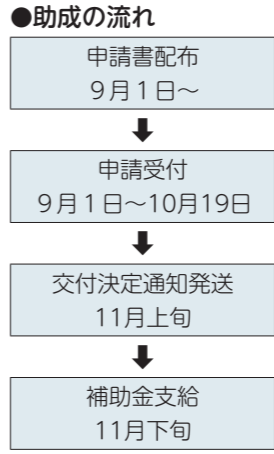 ●助成の流れ
申請書配布
９月１日〜
申請受付
９月１日〜10月19日
交付決定通知発送
11月上旬
補助金支給
11月下旬